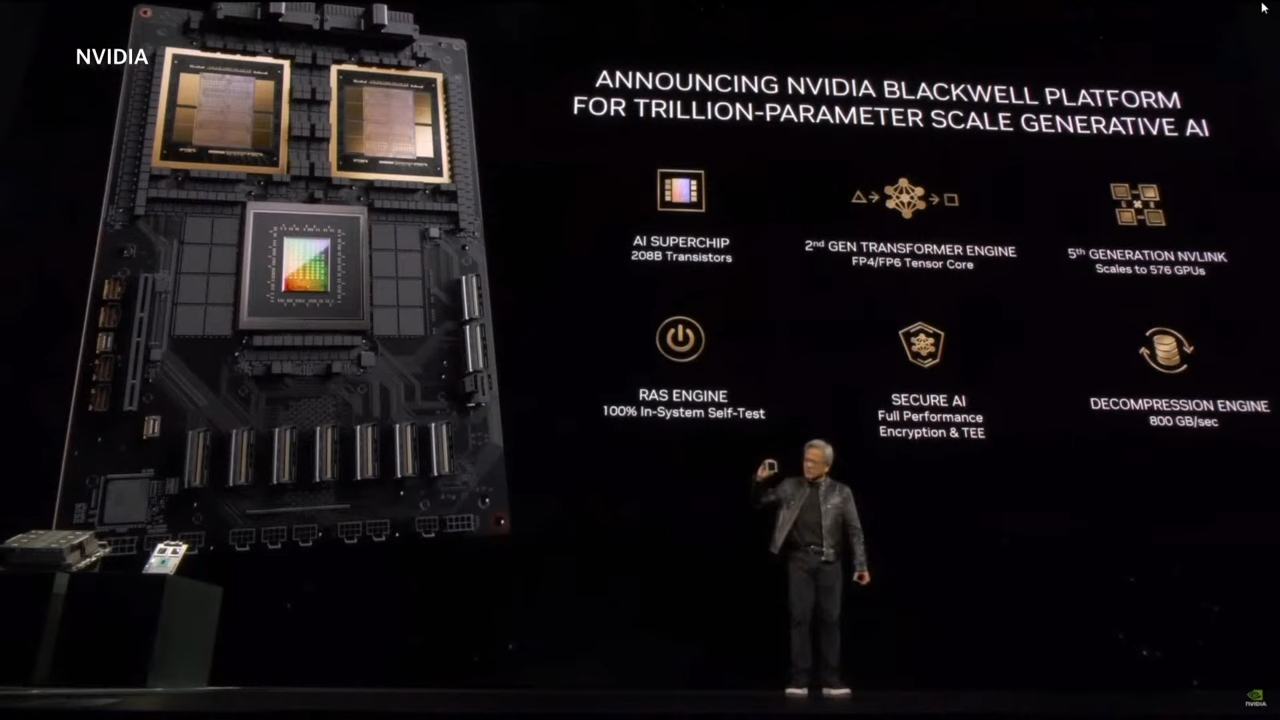 NVIDIA
ANNOUNCING NVIDIA BLACKWELL PLATFORM
FOR TRILLION-PARAMETER SCALE GENERATIVE AI
AI SUPERCHIP
208B Transistors
2nd GEN TRANSFORMER ENGINE
FP4/FP6 Tensor Core
5th GENERATION NVLINK
Scales to 576 GPUs
RAS ENGINE
100% In-System Self-Test
SECURE AI
Full Performance
Encryption & TEE
DECOMPRESSION ENGINE
800 GB/sec
NVIDIA